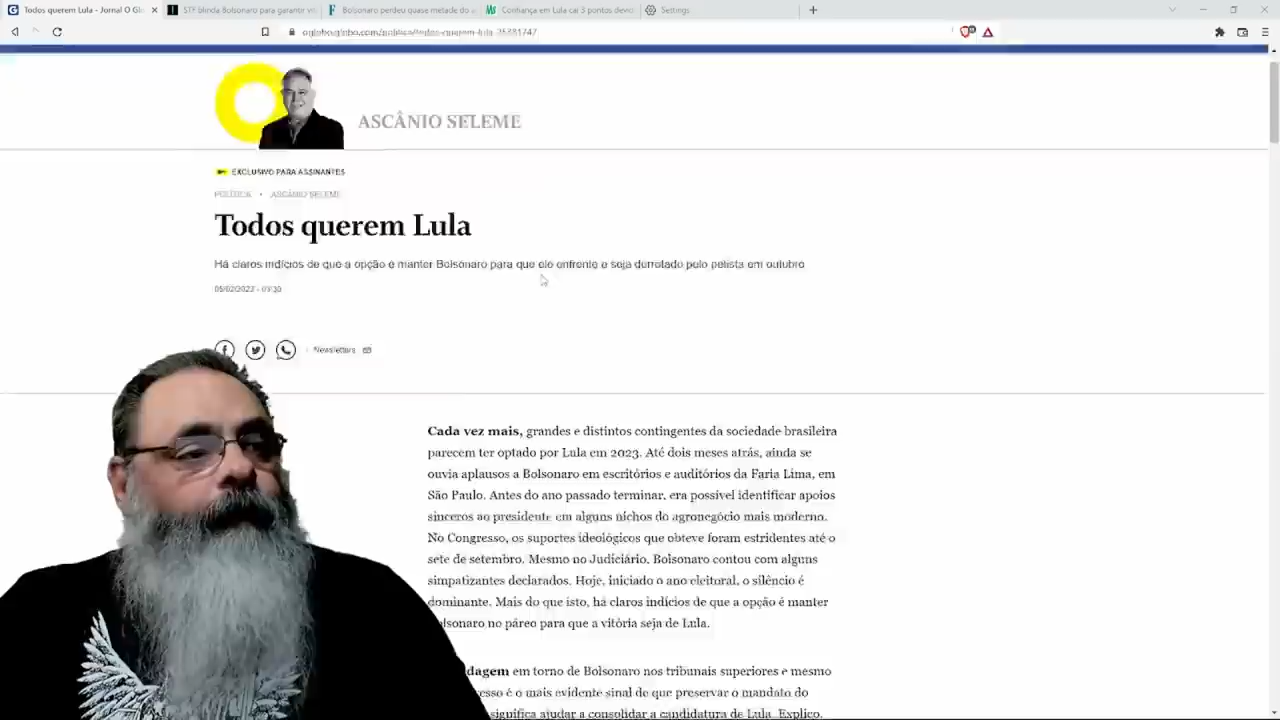 Todos querem Lula - Jornal O Glo
STF blinda Bolsonaro para garantir vi
Bolsonaro perdeu quase metade do
Confiança em Lula cai 3 pontos
Settings
ASCÂNIO SELEME
EXCLUSIVO PARA ASSINANTES
POLÍTICA • ASCÂNIO SELEME
Todos querem Lula
Há claros indícios de que a opção é manter Bolsonaro para que ele enfrente e seja derrotado pelo petista em outubro
Newsletters
Cada vez mais, grandes e distintos contingentes da sociedade brasileira
parecem ter optado por Lula em 2023. Até dois meses atrás, ainda se
ouvia aplausos a Bolsonaro em escritórios e auditórios da Faria Lima, em
São Paulo. Antes do ano passado terminar, era possível identificar apoios
sinceros ao presidente em alguns nichos do agronegócio mais moderno.
No Congresso, os suportes ideológicos que obteve foram estridentes até o
sete de setembro. Mesmo no Judiciário, Bolsonaro contou com alguns
simpatizantes declarados. Hoje, iniciado o ano eleitoral, o silêncio é
dominante. Mais do que isto, há claros indícios de que a opção é manter
olsonaro no páreo para que a vitória seja de Lula.
dagem em torno de Bolsonaro nos tribunais superiores e mesmo
esso é o mais evidente sinal de que preservar o mandato do
significa ajudar a consolidar a candidatura de Lula. Explico.